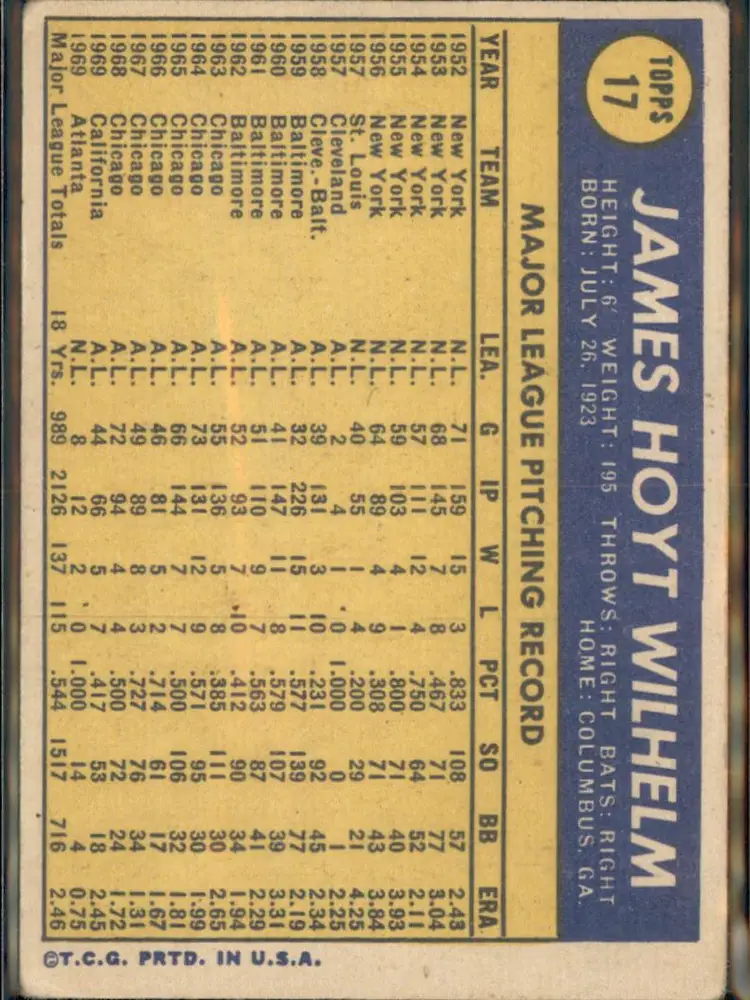 TOPPS
17
JAMES HOYT WILHELM
HEIGHT: 6' WEIGHT: 195 THROWS: RIGHT BATS: RIGHT
BORN: JULY 26, 1923 HOME: COLUMBUS, GA.
MAJOR LEAGUE PITCHING RECORD
YEAR TEAM LEA. G IP W L PCT SO BB ERA
1952 New York N.L. 71 159 15 3 .833 108 57 2.43
1953 New York N.L. 68 145 7 8 .467 71 77 3.04
1954 New York N.L. 57 111 12 4 .750 64 52 2.11
1955 New York N.L. 59 103 4 1 .800 71 40 3.93
1956 New York N.L. 64 89 4 9 .308 71 43 3.84
1957 St. Louis N.L. 40 55 1 4 .200 29 21 4.25
1957 Cleveland A.L. 2 4 1 0 1.000 0 1 2.25
1958 Cleve.-Balt. A.L. 39 131 3 10 .231 92 45 2.34
1959 Baltimore A.L. 32 226 15 11 .577 139 77 2.19
1960 Baltimore A.L. 41 147 11 8 .579 107 39 3.31
1961 Baltimore A.L. 51 110 9 7 .563 87 41 2.29
1962 Baltimore A.L. 52 93 7 10 .412 90 34 1.94
1963 Chicago A.L. 55 136 5 8 .385 111 30 2.65
1964 Chicago A.L. 73 131 12 9 .571 95 30 1.99
1965 Chicago A.L. 66 144 7 7 .500 106 32 1.81
1966 Chicago A.L. 46 81 5 2 .714 61 17 1.67
1967 Chicago A.L. 49 89 8 3 .727 76 34 1.31
1968 Chicago A.L. 72 94 4 4 .500 72 24 1.72
1969 California A.L. 44 66 5 7 .417 53 18 2.45
1969 Atlanta N.L. 8 12 2 0 1.000 14 4 0.75
Major League Totals 18 Yrs. 989 2126 137 115 .544 1517 716 2.46
©T.C.G. PRTD. IN U.S.A.